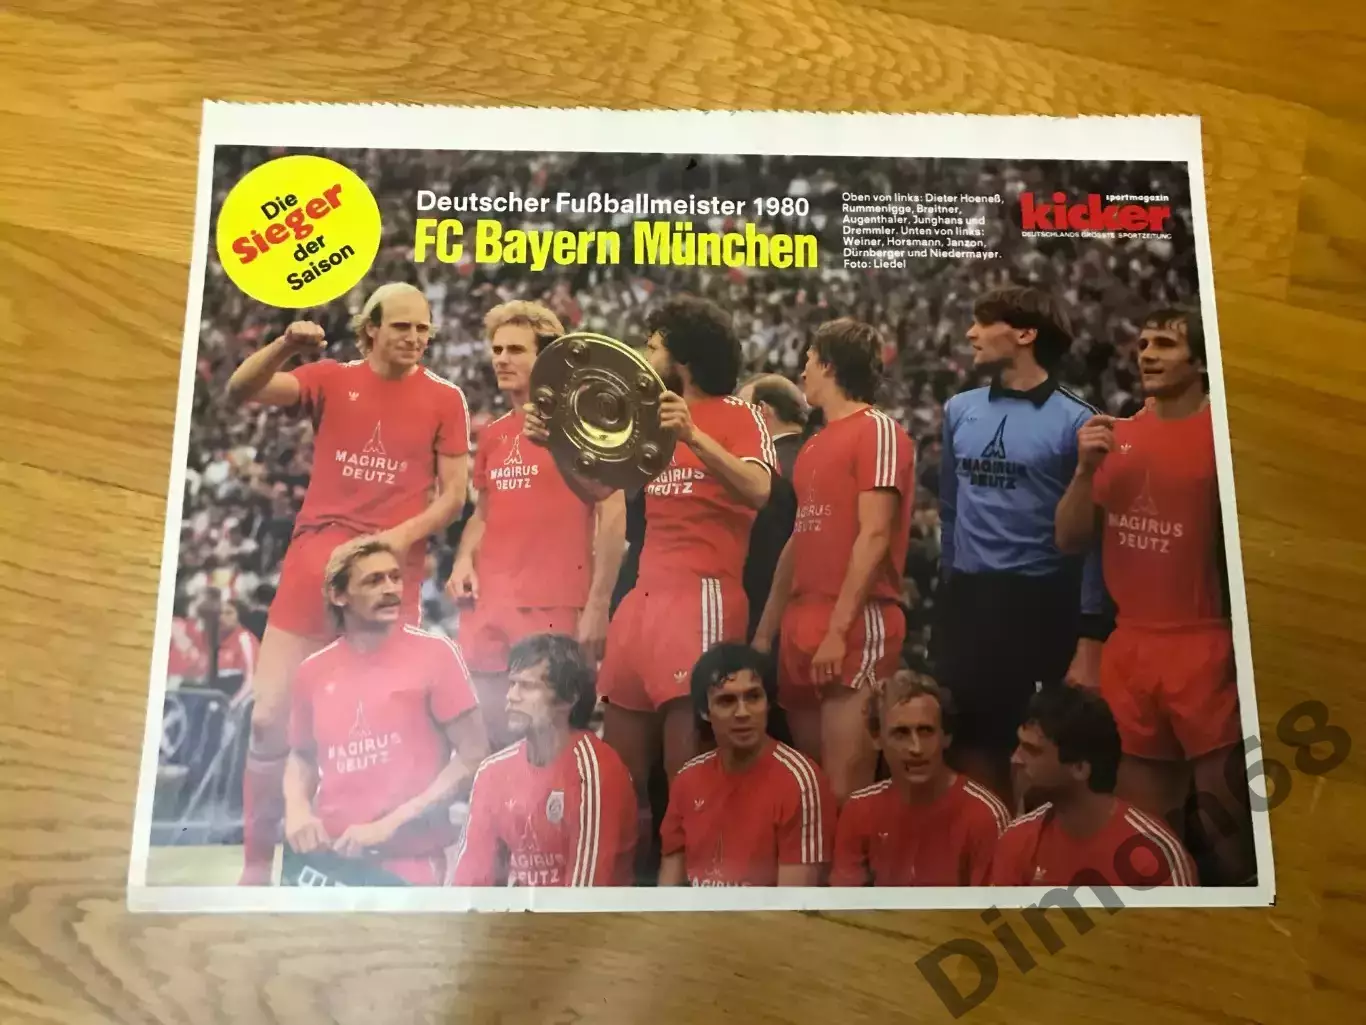 Die
Sieger
der
Saison
Deutscher Fußballmeister 1980
FC Bayern München
Oben von links: Dieter Hoeneß,
Rummenigge, Breitner,
Augenthaler, Junghans und
Dremmler. Unten von links:
Weiner, Horsmann, Janzon,
Dürnberger und Niedermayer.
Foto: Liedel
sportmagazin
kicker
DEUTSCHLANDS GRÖSSTE SPORTZEITUNG
MAGIRUS
DEUTZ
MAGIRUS
DEUTZ
DEUTZ
MAGIRUS
DEUTZ
MAGIRUS
DEUTZ
MAGIRUS
DEUTZ
MAGIRUS
DEUTZ
DEUTZ
Dimon68